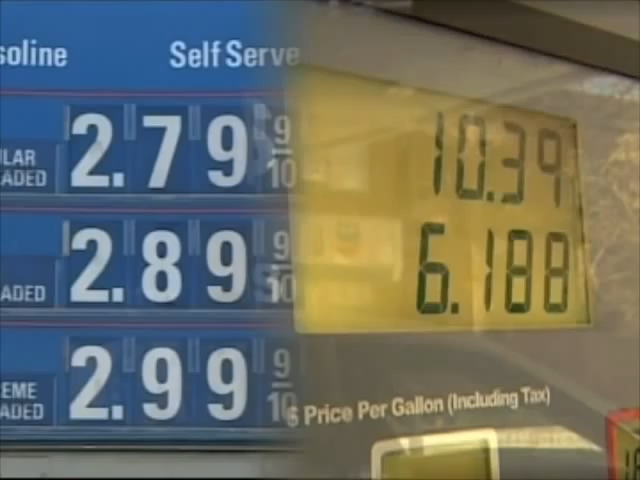 soline Self Serve
ULAR
ADED 2.79 9/10
ADED 2.89 9/10
EME
ADED 2.99 9/10
10.39
6.188
$ Price Per Gallon (Including Tax)